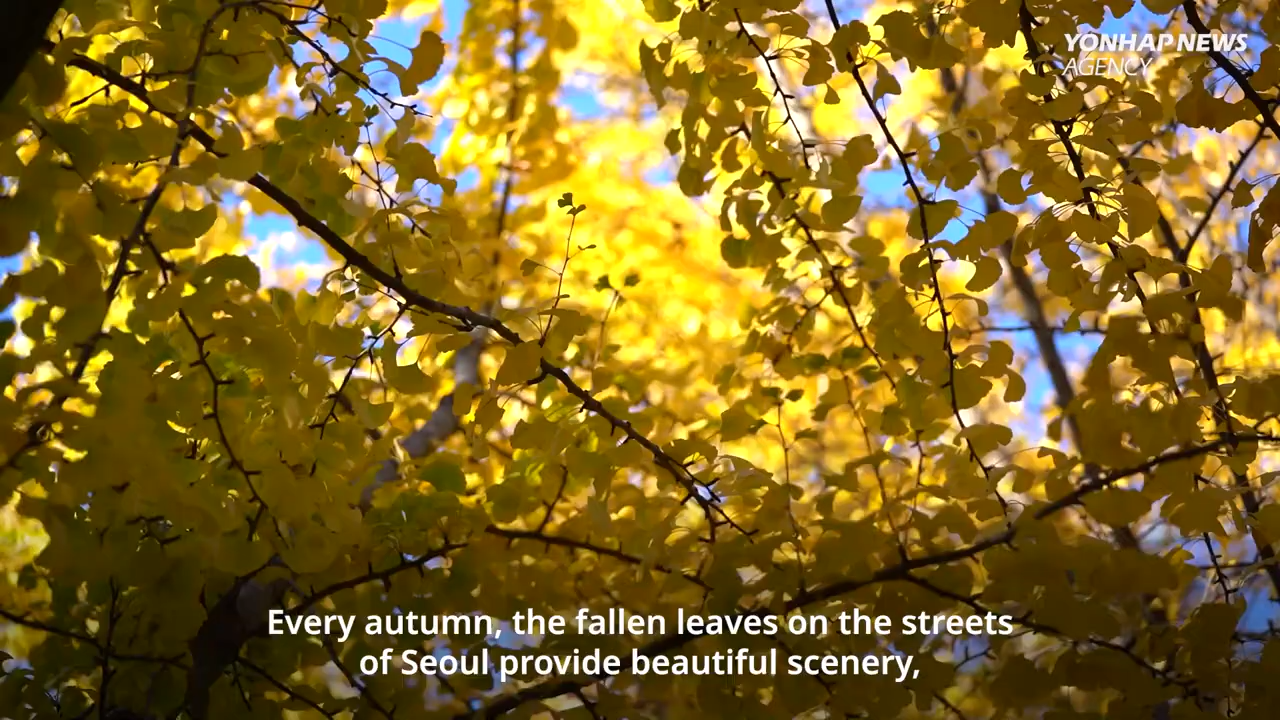 YONHAP NEWS
AGENCY
Every autumn, the fallen leaves on the streets
of Seoul provide beautiful scenery,